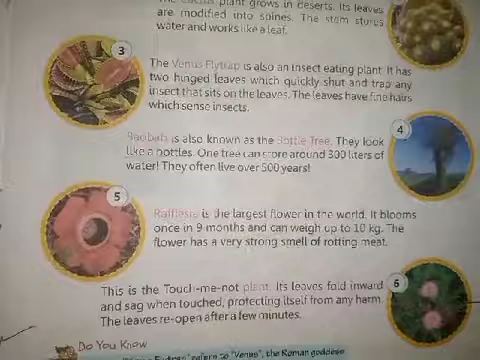 The Cactus plant grows in deserts. Its leaves
are modified into spines. The stem stores
water and works like a leaf.
3
The Venus Flytrap is also an insect eating plant. It has
two hinged leaves which quickly shut and trap any
insect that sits on the leaves. The leaves have fine hairs
which sense insects.
4
Baobab is also known as the Bottle Tree. They look
like a bottles. One tree can store around 300 liters of
water! They often live over 500 years!
5
Rafflesia is the largest flower in the world. It blooms
once in 9 months and can weigh up to 10 kg. The
flower has a very strong smell of rotting meat.
6
This is the Touch-me-not plant. Its leaves fold inward
and sag when touched, protecting itself from any harm.
The leaves re-open after a few minutes.
Do You Know
refers to "Venus", the Roman goddess